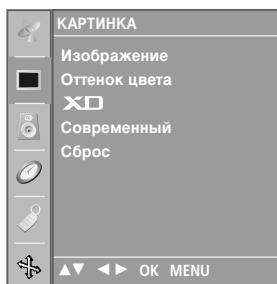 КАРТИНКА
Изображение
Оттенок цвета
XD
Современный
Сброс
▲▼ ◄► OK MENU